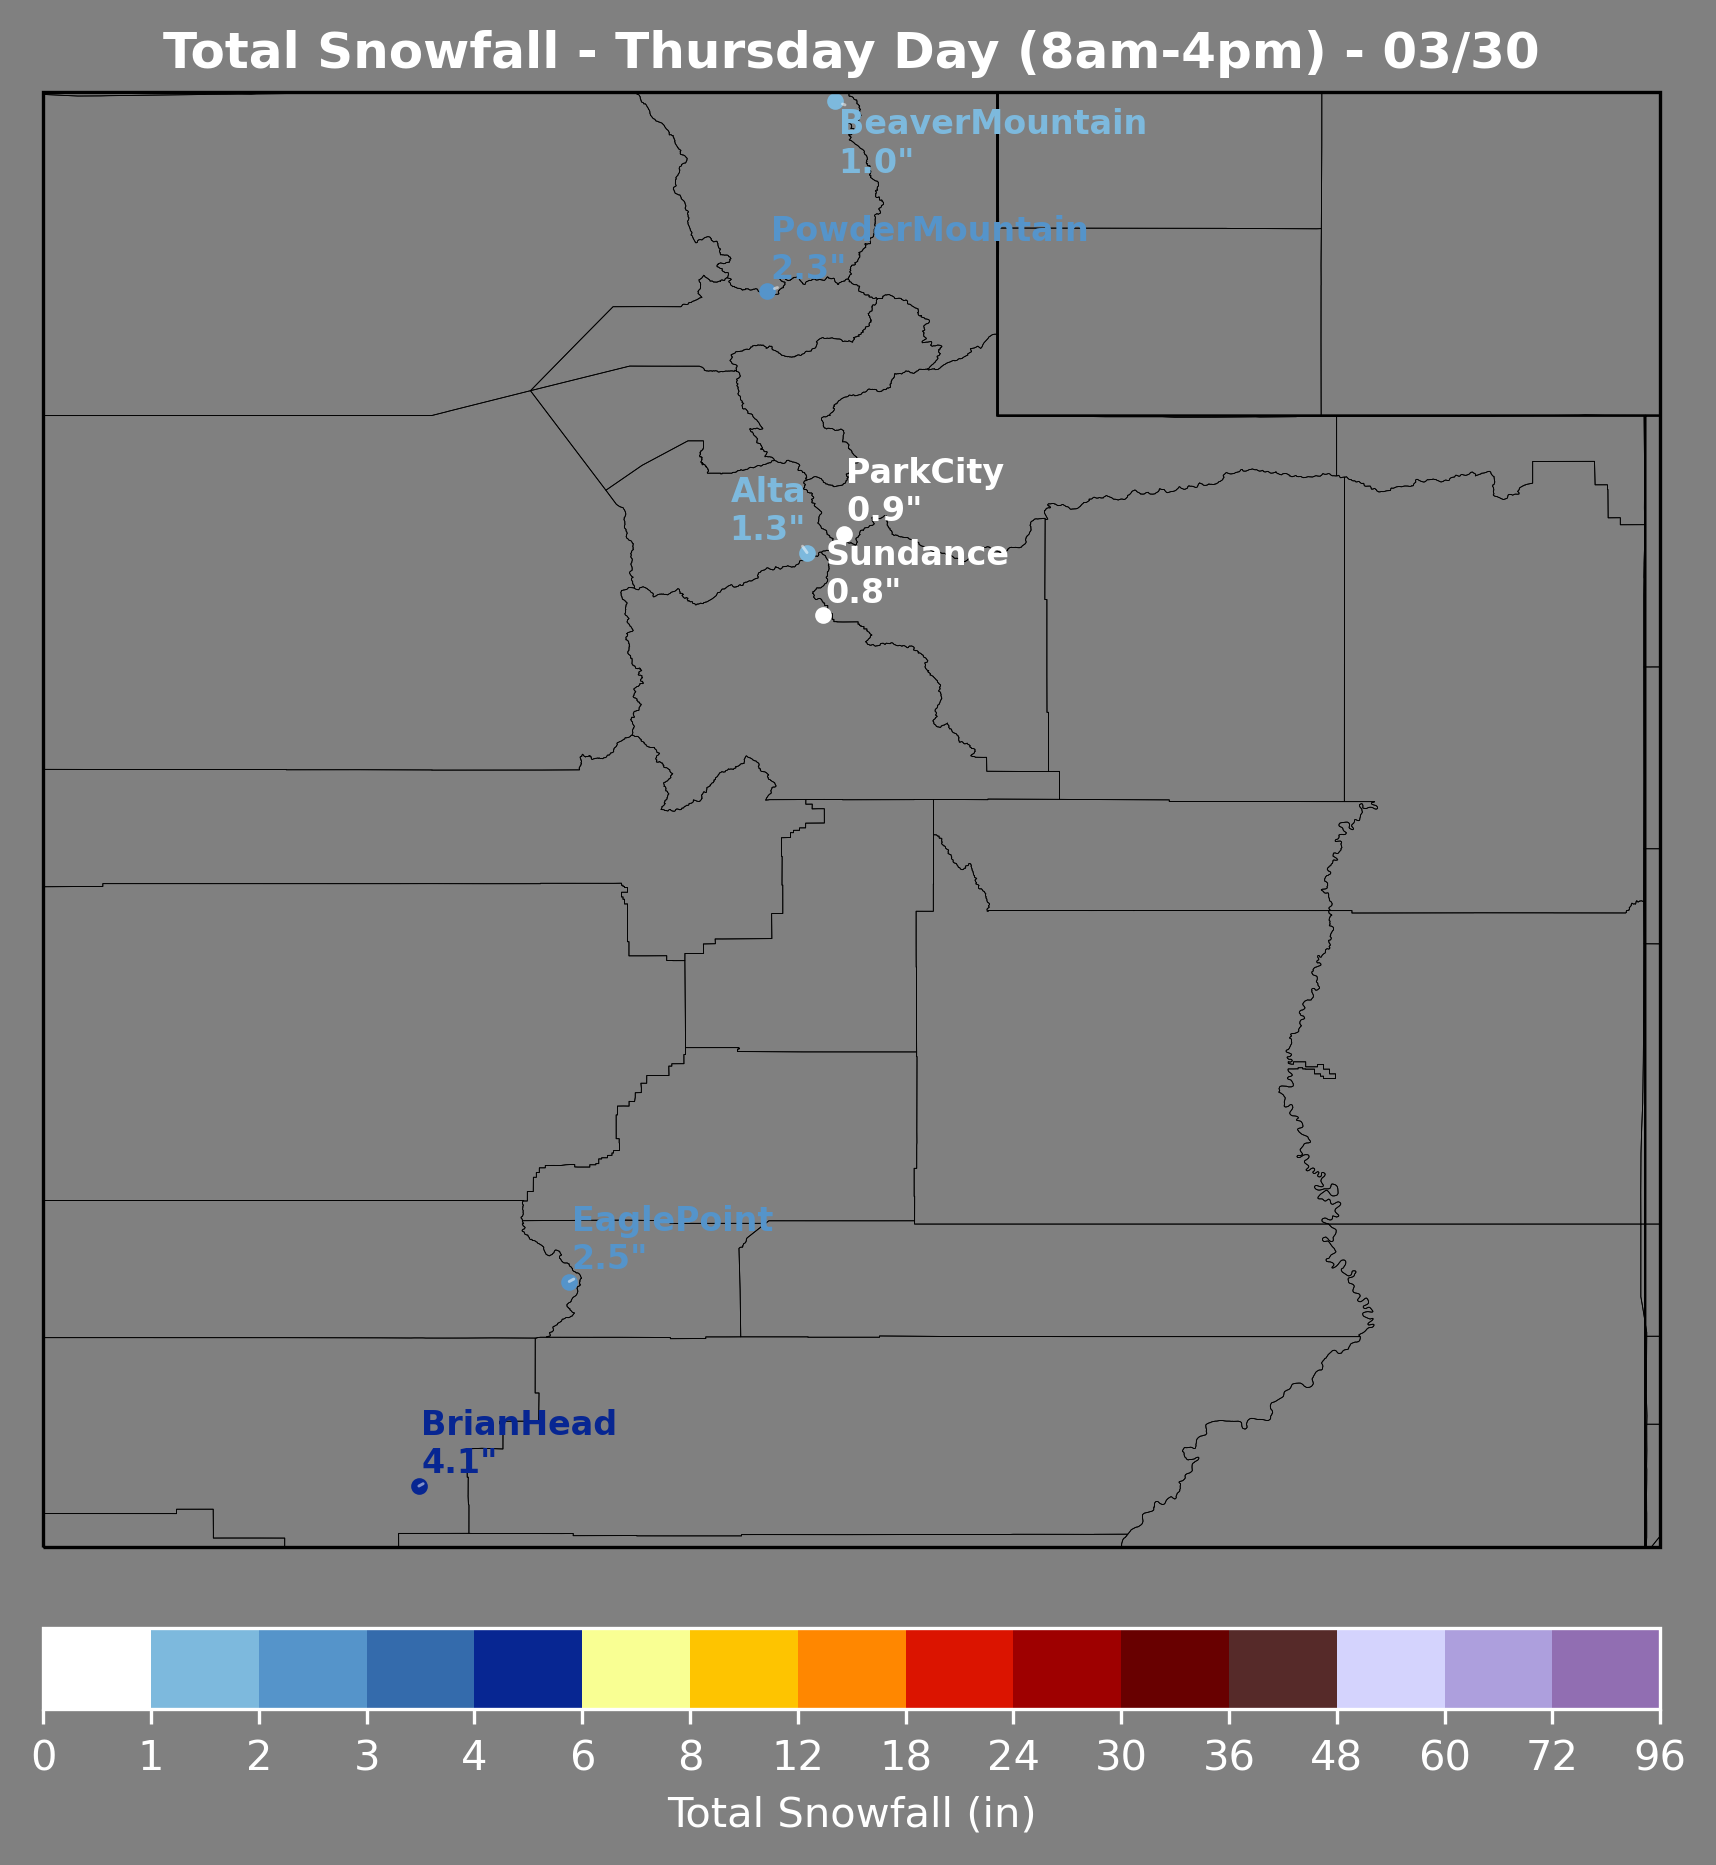 Total Snowfall - Thursday Day (8am-4pm) - 03/30
BeaverMountain
1.0"
PowderMountain
2.3"
ParkCity
0.9"
Alta
1.3"
Sundance
0.8"
EaglePoint
2.5"
BrianHead
4.1"
0 1 2 3 4 6 8 12 18 24 30 36 48 60 72 96
Total Snowfall (in)